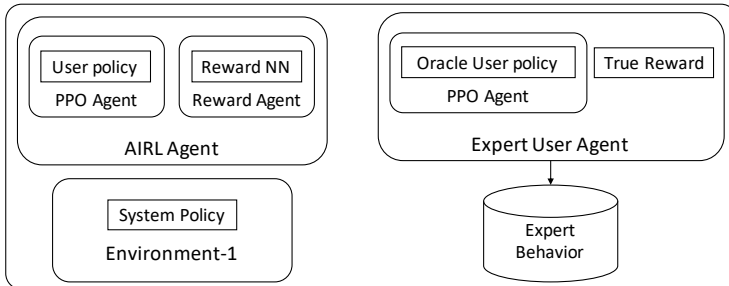 User policy
PPO Agent
Reward NN
Reward Agent
AIRL Agent
Oracle User policy
PPO Agent
True Reward
Expert User Agent
System Policy
Environment-1
Expert
Behavior